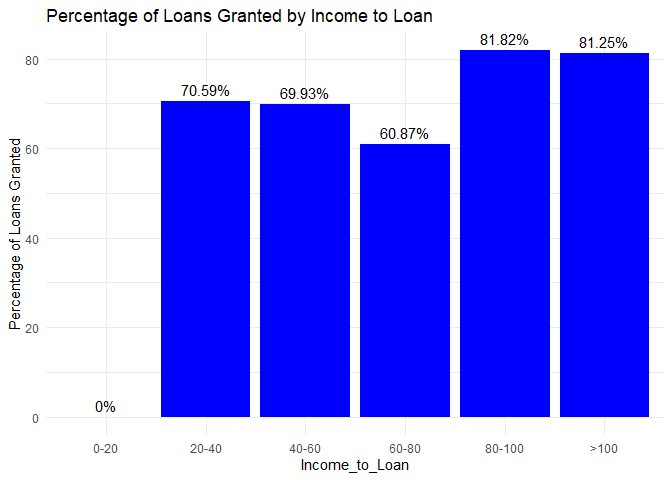 Percentage of Loans Granted by Income to Loan
81.82%
81.25%
70.59%
69.93%
60.87%
0%
80
60
40
20
0
Percentage of Loans Granted
0-20 20-40 40-60 60-80 80-100 >100
Income_to_Loan